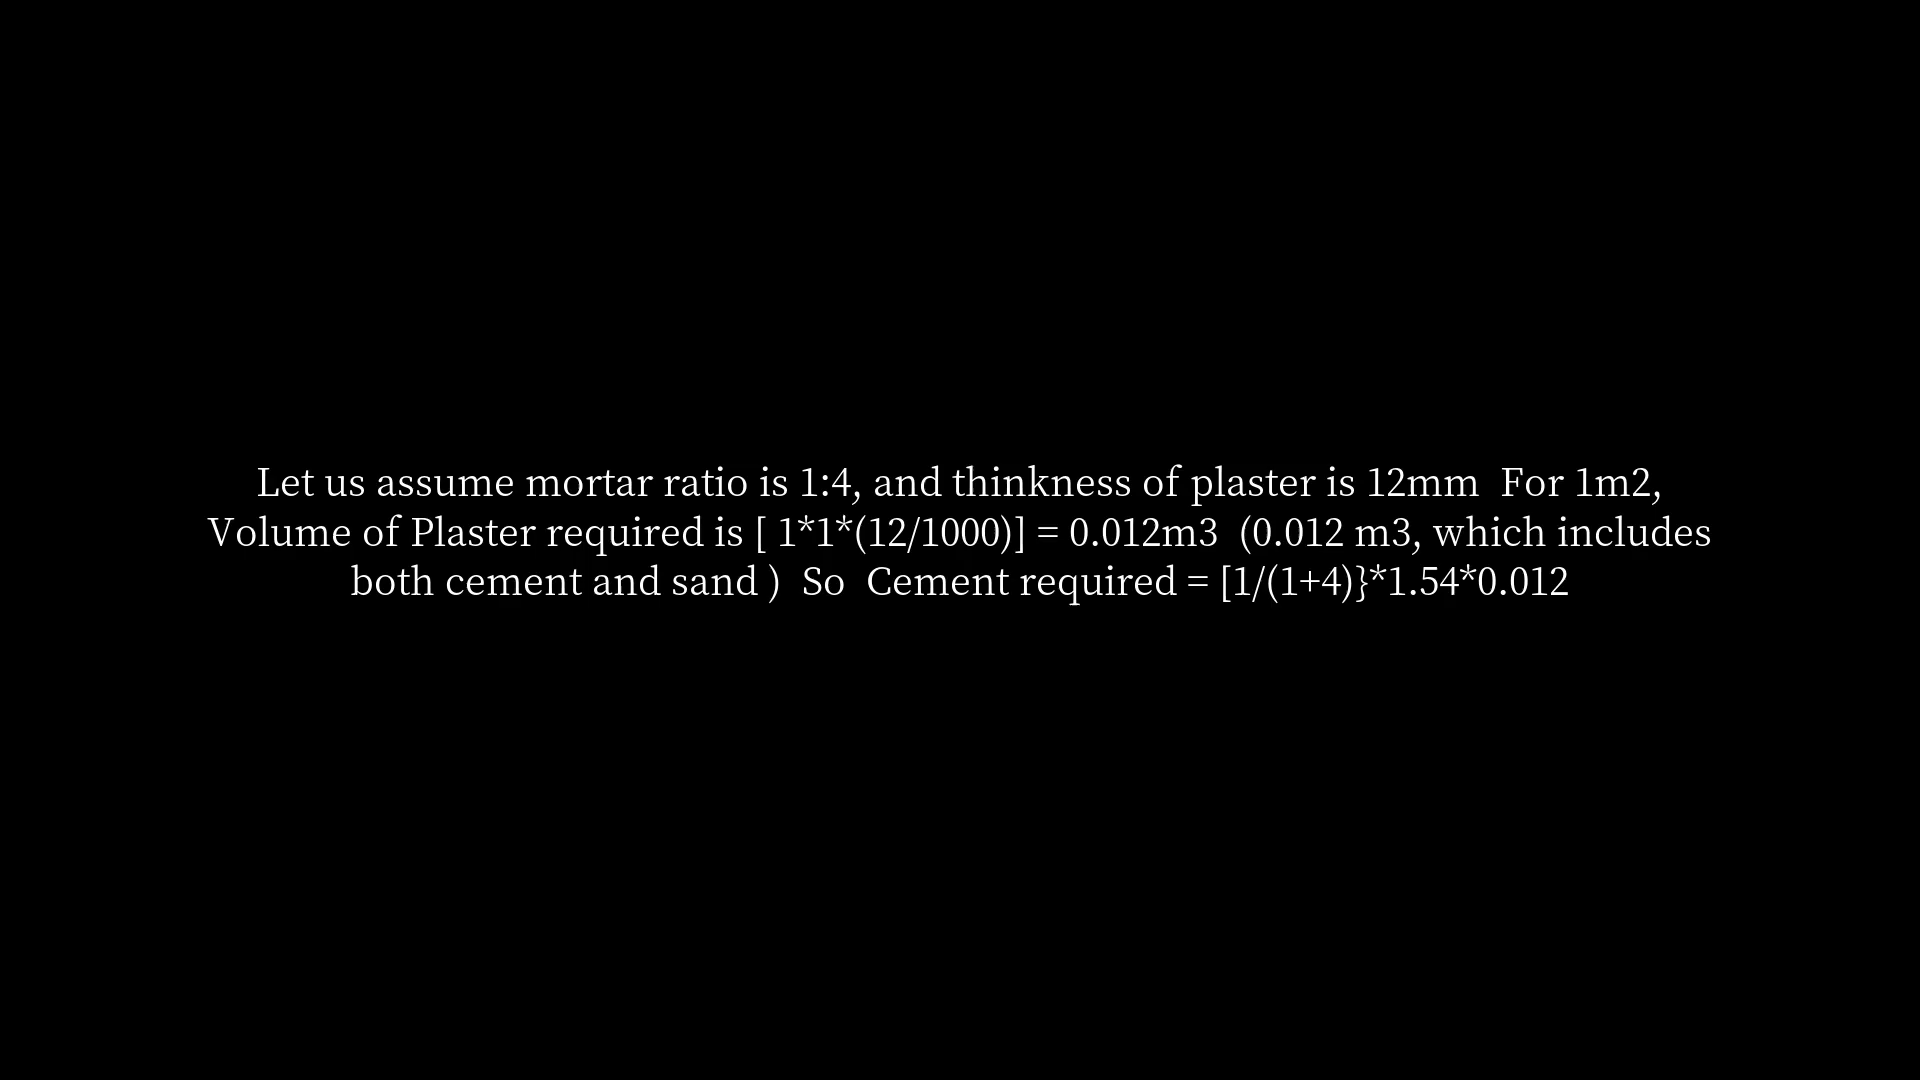 Let us assume mortar ratio is 1:4, and thinkness of plaster is 12mm  For 1m2,
Volume of Plaster required is [ 1*1*(12/1000)] = 0.012m3  (0.012 m3, which includes
both cement and sand )  So  Cement required = [1/(1+4)}*1.54*0.012